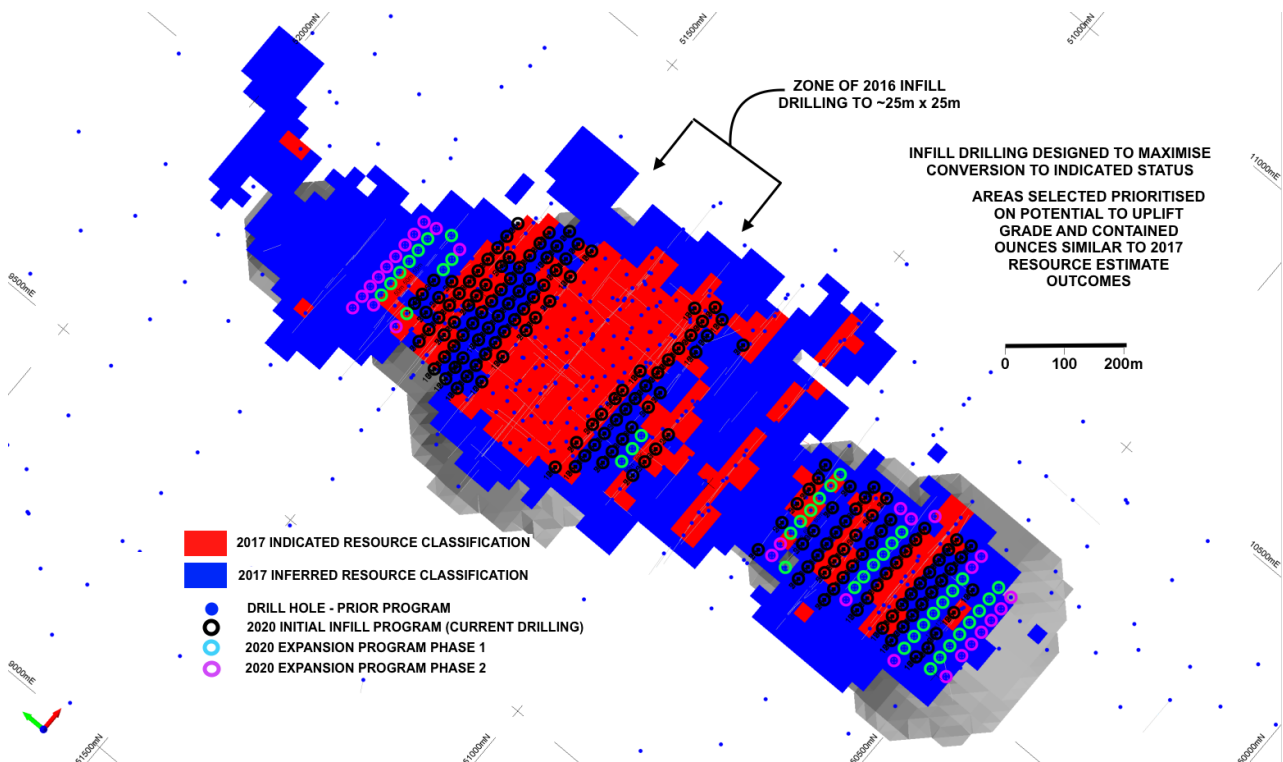 2000mN
51500mN
51000mN
ZONE OF 2016 INFILL
DRILLING TO ~25m x 25m
INFILL DRILLING DESIGNED TO MAXIMISE
CONVERSION TO INDICATED STATUS
AREAS SELECTED PRIORITISED
ON POTENTIAL TO UPLIFT
GRADE AND CONTAINED
OUNCES SIMILAR TO 2017
RESOURCE ESTIMATE
OUTCOMES
11000mE
9500mE
0 100 200m
2017 INDICATED RESOURCE CLASSIFICATION
2017 INFERRED RESOURCE CLASSIFICATION
DRILL HOLE - PRIOR PROGRAM
2020 INITIAL INFILL PROGRAM (CURRENT DRILLING)
2020 EXPANSION PROGRAM PHASE 1
2020 EXPANSION PROGRAM PHASE 2
10500mE
9000mE
51500mN
51000mN
50500mN
50000mN